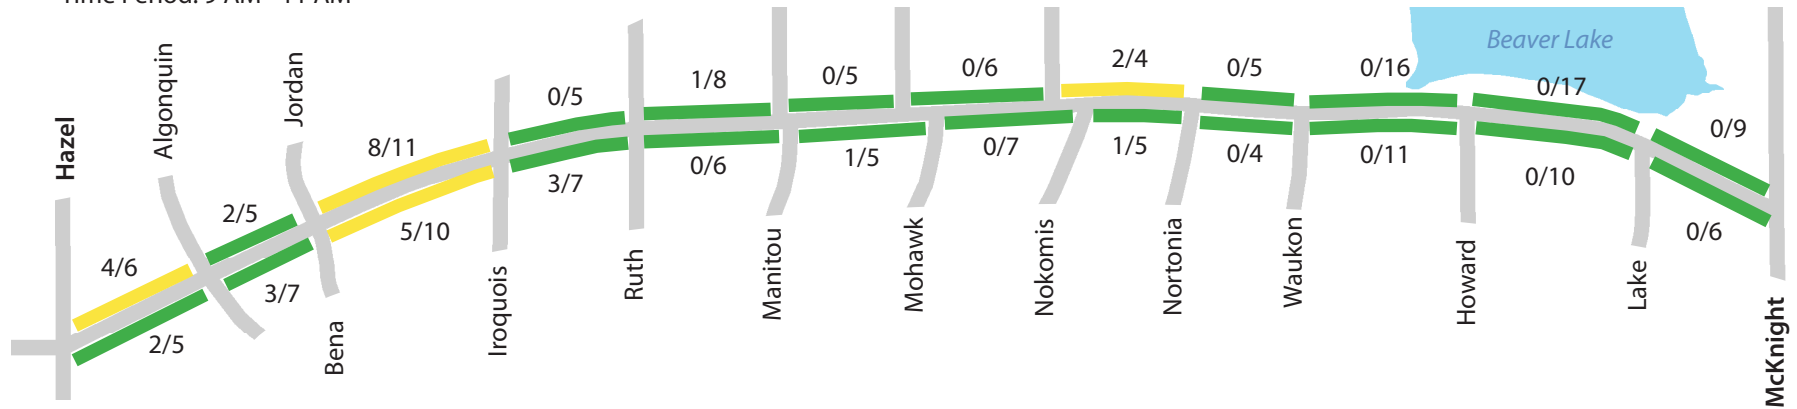 Hazel
Algonquin
Jordan
Bena
Iroquois
Ruth
Manitou
Mohawk
Nokomis
Nortonia
Waukon
Howard
Lake
McKnight
Beaver Lake
4/6
2/5
8/11
0/5
1/8
0/5
0/6
2/4
0/5
0/16
0/17
0/9
2/5
3/7
5/10
3/7
0/6
1/5
0/7
1/5
0/4
0/11
0/10
0/6